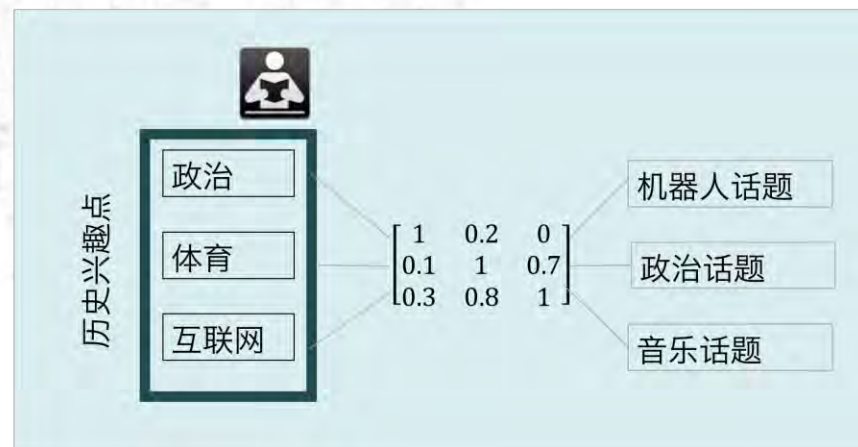 历史兴趣点
政治
体育
互联网
1 0.2 0
0.1 1 0.7
0.3 0.8 1
机器人话题
政治话题
音乐话题